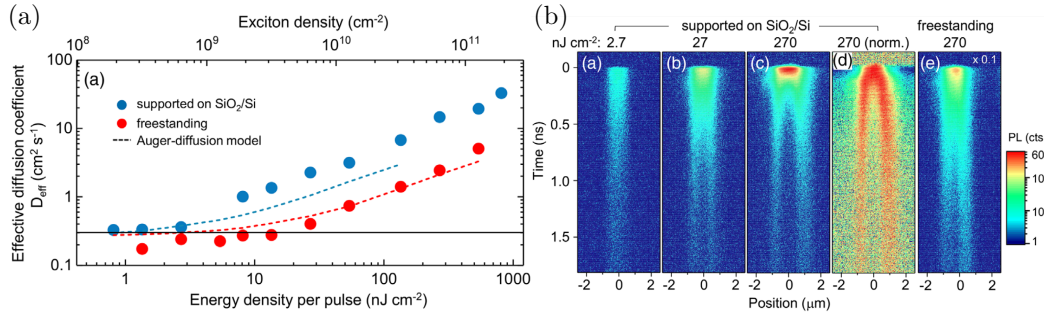 (a)
Exciton density (cm⁻²)
10⁸ 10⁹ 10¹⁰ 10¹¹
100
10
1
0.1
Effective diffusion coefficient
D_eff (cm² s⁻¹)
(a)
supported on SiO₂/Si
freestanding
Auger-diffusion model
1 10 100 1000
Energy density per pulse (nJ cm⁻²)
(b)
supported on SiO₂/Si freestanding
nJ cm⁻²: 2.7 27 270 270 (norm.) 270
(a) (b) (c) (d) (e) x 0.1
0
0.5
1.0
1.5
Time (ns)
PL (cts
60
10
1
-2 0 2 -2 0 2 -2 0 2 -2 0 2 -2 0 2
Position (μm)